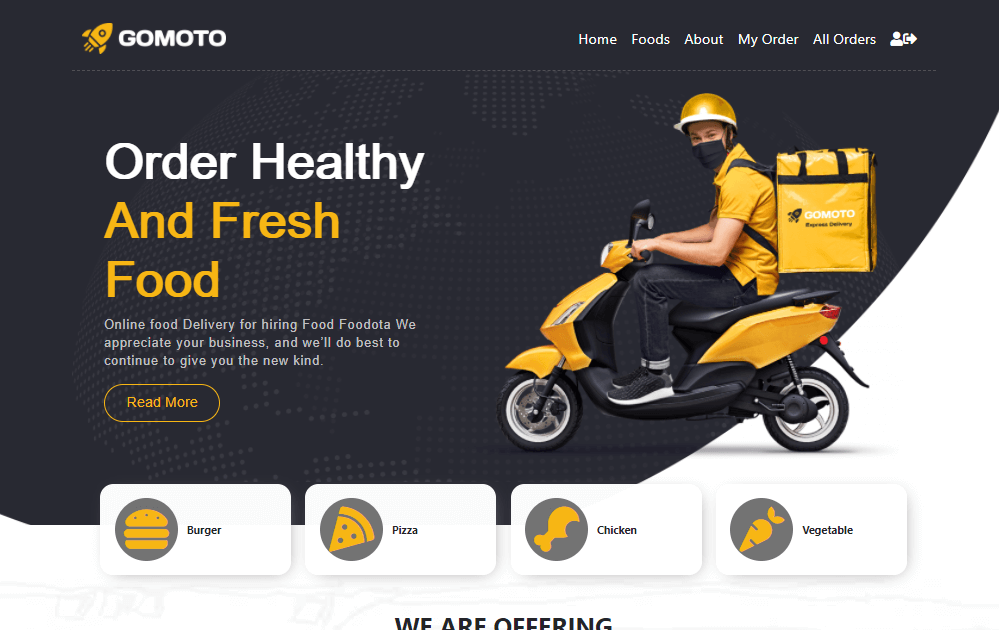 GOMOTO
Home Foods About My Order All Orders
Order Healthy
And Fresh
Food
Online food Delivery for hiring Food Foodota We
appreciate your business, and we'll do best to
continue to give you the new kind.
Read More
GOMOTO
Express Delivery
Burger
Pizza
Chicken
Vegetable
WE ARE OFFERING